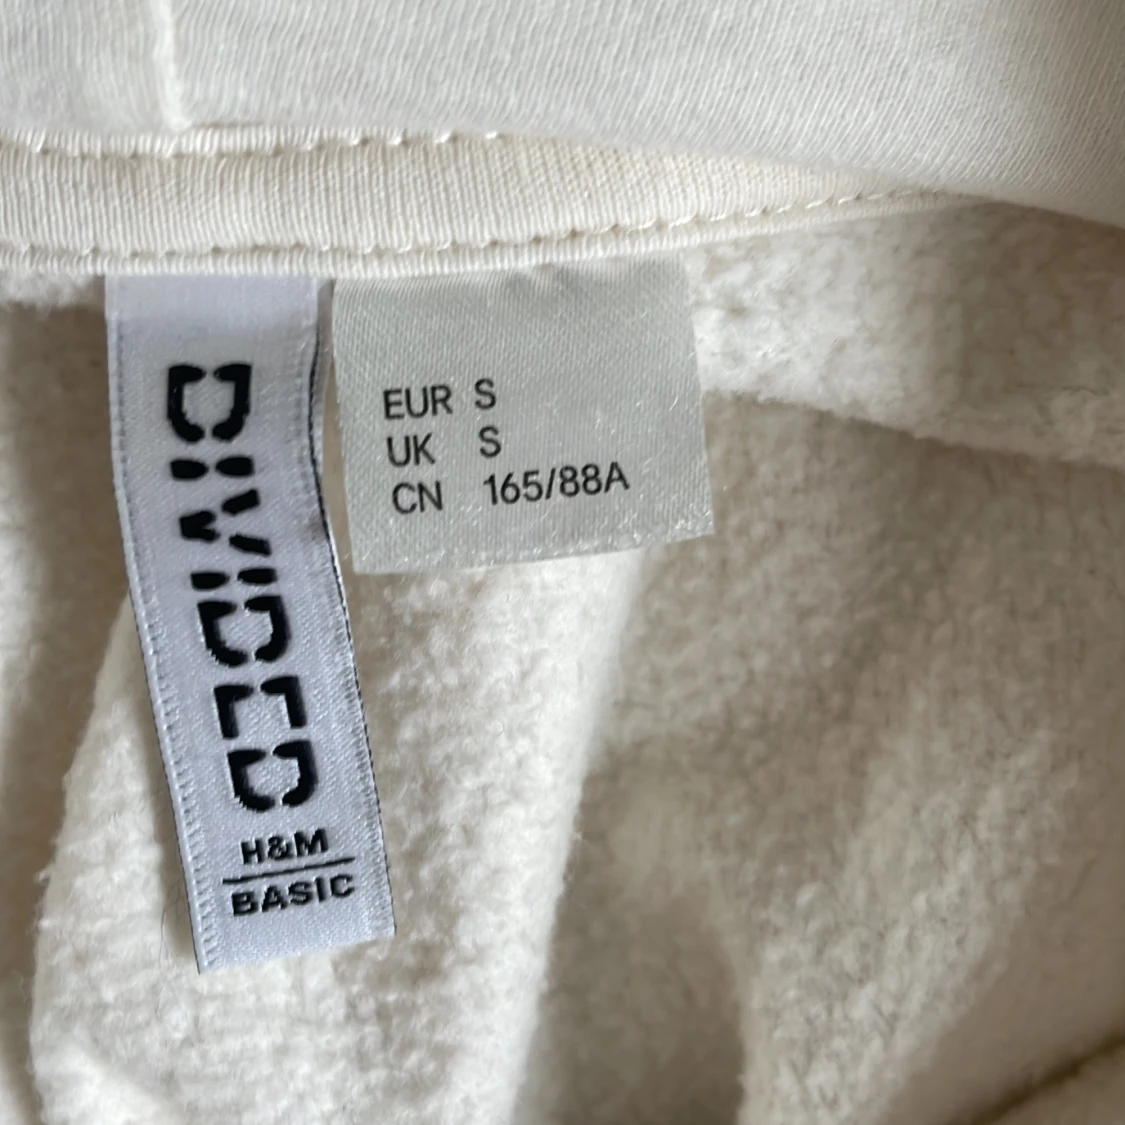 DIVIDED
H&M
BASIC
EUR S
UK S
CN 165/88A